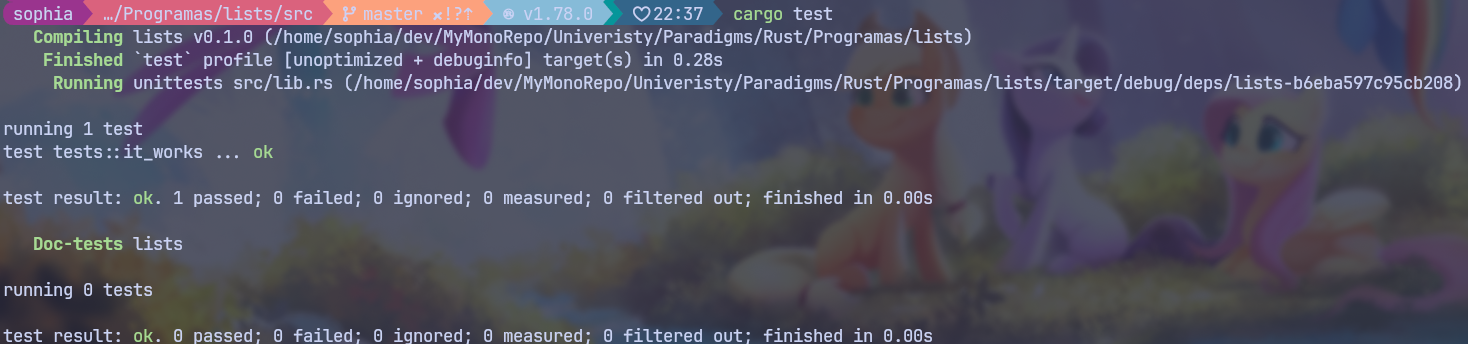 sophia …/Programas/lists/src master ✘!?↑ ® v1.78.0 ♡22:37 cargo test
Compiling lists v0.1.0 (/home/sophia/dev/MyMonoRepo/Univeristy/Paradigms/Rust/Programas/lists)
Finished `test` profile [unoptimized + debuginfo] target(s) in 0.28s
Running unittests src/lib.rs (/home/sophia/dev/MyMonoRepo/Univeristy/Paradigms/Rust/Programas/lists/target/debug/deps/lists-b6eba597c95cb208)
running 1 test
test tests::it_works ... ok
test result: ok. 1 passed; 0 failed; 0 ignored; 0 measured; 0 filtered out; finished in 0.00s
Doc-tests lists
running 0 tests
test result: ok. 0 passed; 0 failed; 0 ignored; 0 measured; 0 filtered out; finished in 0.00s